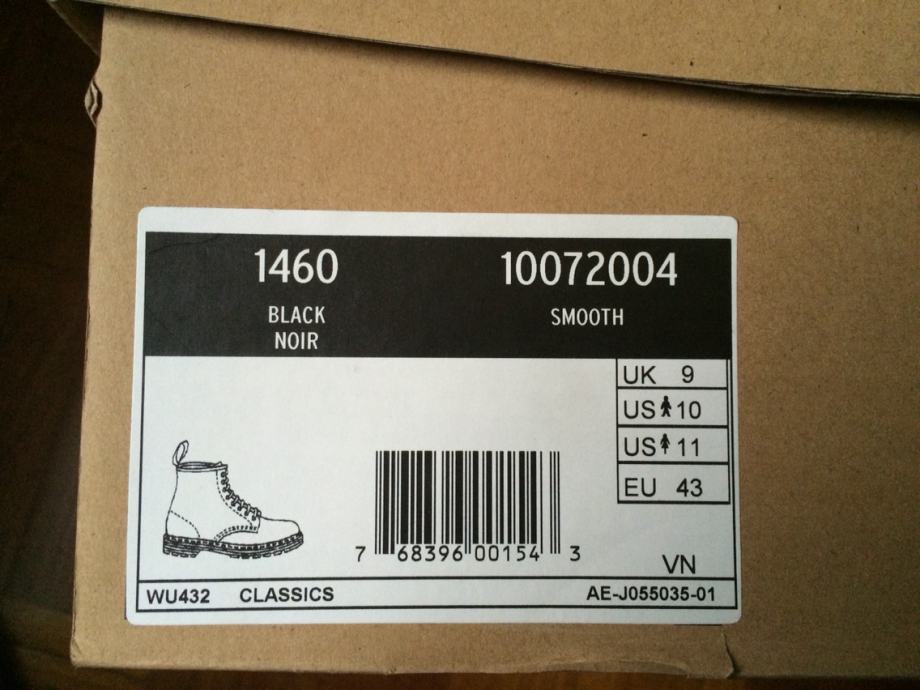 1460 10072004
BLACK SMOOTH
NOIR
UK 9
US 10
US 11
EU 43
7 68396 00154 3
VN
WU432 CLASSICS AE-J055035-01